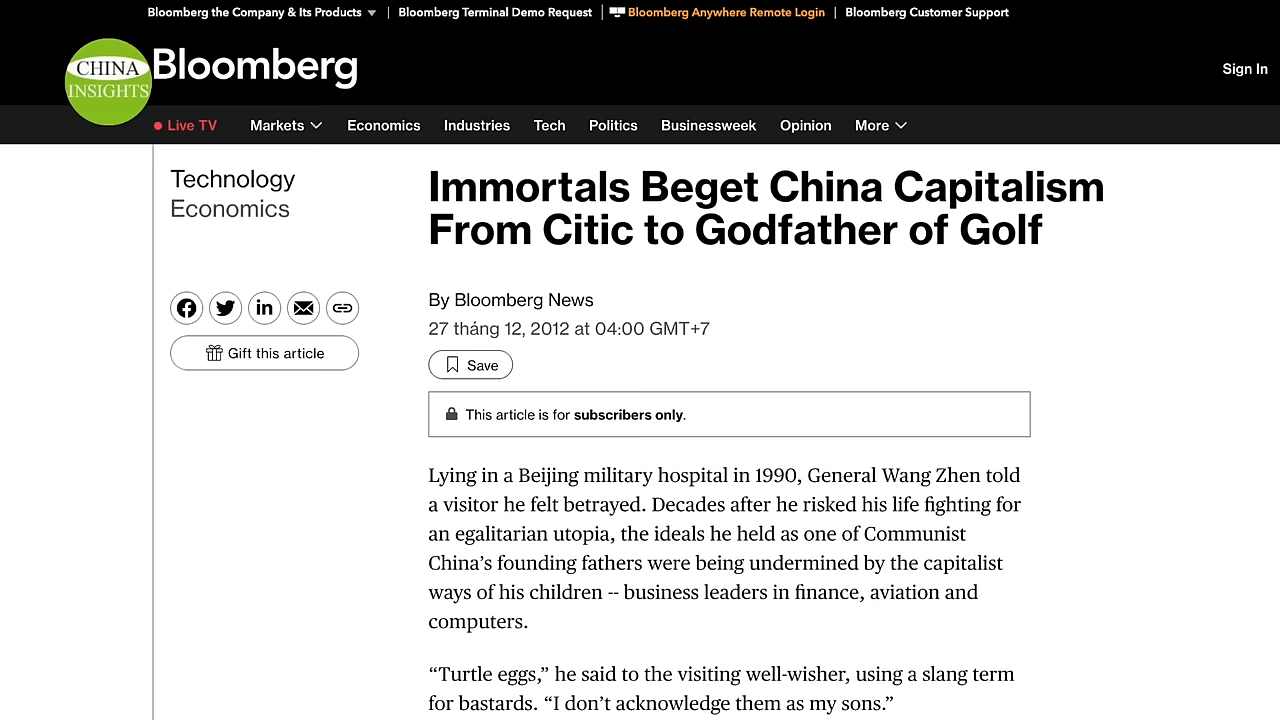 Bloomberg the Company & Its Products
Bloomberg Terminal Demo Request
Bloomberg Anywhere Remote Login
Bloomberg Customer Support
CHINA
INSIGHTS
Bloomberg
Sign In
Live TV
Markets
Economics
Industries
Tech
Politics
Businessweek
Opinion
More
Technology
Economics
Immortals Beget China Capitalism
From Citic to Godfather of Golf
By Bloomberg News
27 tháng 12, 2012 at 04:00 GMT+7
Save
Gift this article
This article is for subscribers only.
Lying in a Beijing military hospital in 1990, General Wang Zhen told
a visitor he felt betrayed. Decades after he risked his life fighting for
an egalitarian utopia, the ideals he held as one of Communist
China’s founding fathers were being undermined by the capitalist
ways of his children -- business leaders in finance, aviation and
computers.
“Turtle eggs,” he said to the visiting well-wisher, using a slang term
for bastards. “I don’t acknowledge them as my sons.”